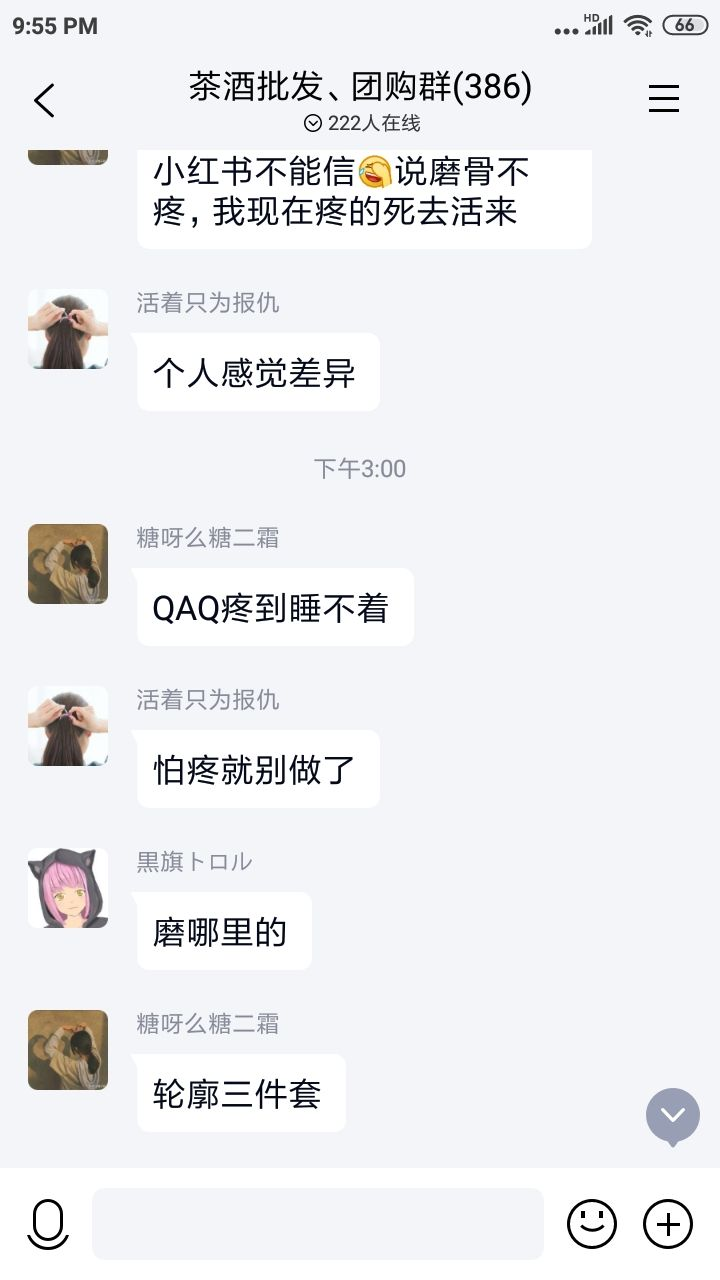 9:55 PM
HD
66
茶酒批发、团购群(386)
222人在线
小红书不能信🤣说磨骨不
疼，我现在疼的死去活来
活着只为报仇
个人感觉差异
下午3:00
糖呀么糖二霜
QAQ疼到睡不着
活着只为报仇
怕疼就别做了
黒旗トロル
磨哪里的
糖呀么糖二霜
轮廓三件套